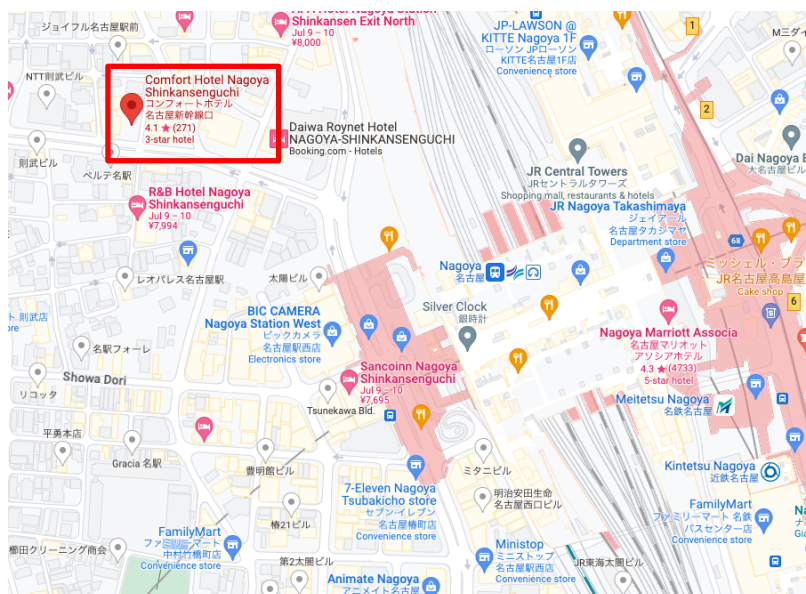 ジョイフル名古屋駅前
Shinkansen Exit North
Jul 9 – 10
¥8,000
JP-LAWSON @
KITTE Nagoya 1F
ローソン JPローソン
KITTE名古屋1F店
Convenience store
1
M三ダイ
NTT則武ビル
Comfort Hotel Nagoya
Shinkansenguchi
コンフォートホテル
名古屋新幹線口
4.1 ★ (271)
3-star hotel
2
Daiwa Roynet Hotel
NAGOYA-SHINKANSENGUCHI
Booking.com - Hotels
Dai Nagoya B
大名古屋ビル
則武ビル
ベルテ名駅
JR Central Towers
JRセントラルタワーズ
Shopping mall, restaurants & hotels
R&B Hotel Nagoya
Shinkansenguchi
Jul 9 – 10
¥7,994
JR Nagoya Takashimaya
ジェイアール
名古屋タカシマヤ
Department store
68
レオパレス名古屋駅
太陽ビル
Nagoya
ミッシェル・ブラ
JR名古屋高島屋
Cake shop
6
ト 則武店
ore
BIC CAMERA
Nagoya Station West
ビックカメラ
名古屋駅西店
Electronics store
Silver Clock
銀時計
Nagoya Marriott Associa
名古屋マリオット
アソシアホテル
4.3 ★ (4733)
5-star hotel
名駅フォーレ
Showa Dori
リコッタ
Sancoinn Nagoya
Shinkansenguchi
Jul 9 – 10
¥7,695
Tsunekawa Bld.
Meitetsu Nagoya
名鉄名古屋
平勇本店
Gracia 名駅
豊明館ビル
ミタニビル
Kintetsu Nagoya
近鉄名古屋
7-Eleven Nagoya
Tsubakicho store
セブン-イレブン
名古屋椿町店
Convenience store
明治安田生命
名古屋西口ビル
椿21ビル
FamilyMart
ファミリーマート 名鉄
バスセンター店
Convenience store
Na
ナ
Gia
FamilyMart
ファミリーマート
中村竹橋町店
Convenience store
櫛田クリーニング商会
第2太閤ビル
Ministop
ミニストップ
名古屋駅西店
Convenience store
JR東海太閤ビル
Animate Nagoya
アニメイト名古屋